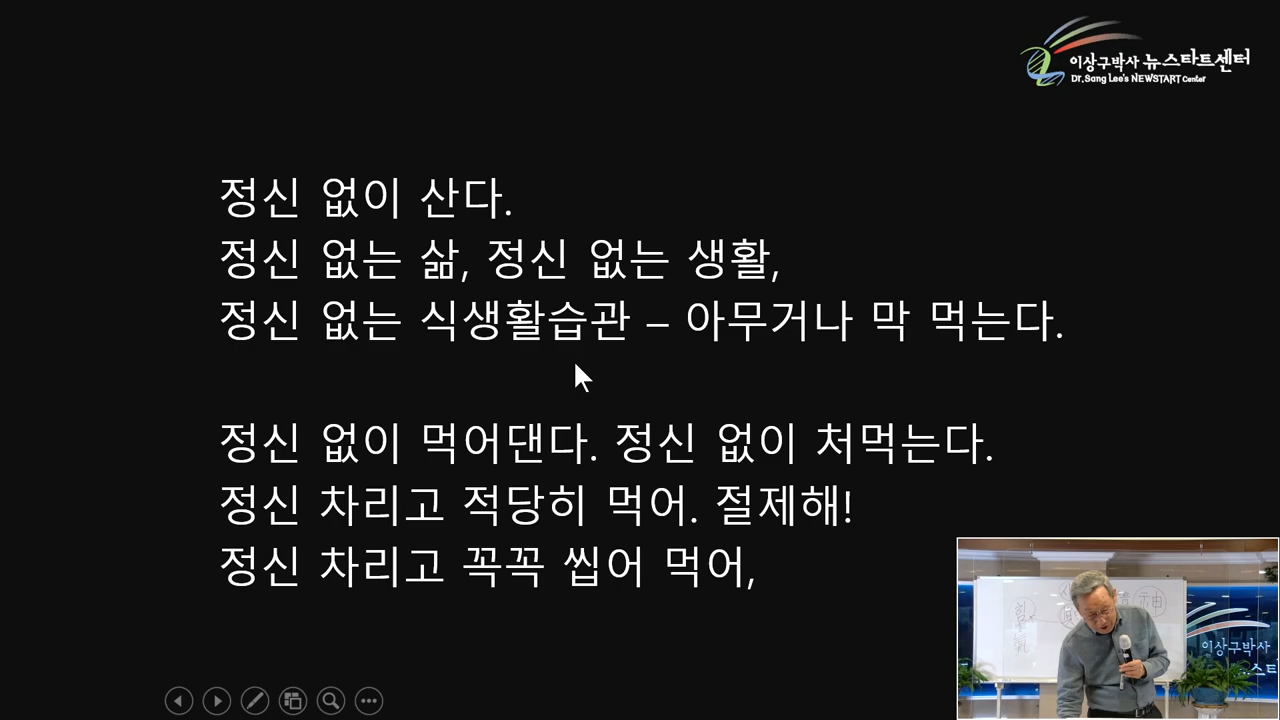 이상구박사 뉴스타트센터
Dr.Sang Lee's NEWSTART Center
정신 없이 산다.
정신 없는 삶, 정신 없는 생활,
정신 없는 식생활습관 – 아무거나 막 먹는다.
정신 없이 먹어댄다. 정신 없이 처먹는다.
정신 차리고 적당히 먹어. 절제해!
정신 차리고 꼭꼭 씹어 먹어,
神
이상구박사